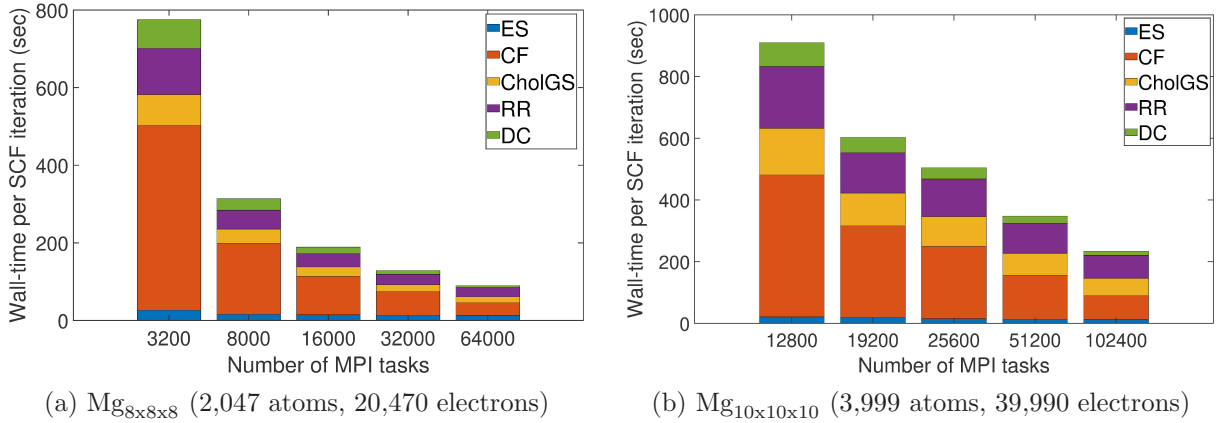 800
600
400
200
0
Wall-time per SCF iteration (sec)
ES
CF
CholGS
RR
DC
3200 8000 16000 32000 64000
Number of MPI tasks
(a) Mg8x8x8 (2,047 atoms, 20,470 electrons)
1000
800
600
400
200
0
Wall-time per SCF iteration (sec)
ES
CF
CholGS
RR
DC
12800 19200 25600 51200 102400
Number of MPI tasks
(b) Mg10x10x10 (3,999 atoms, 39,990 electrons)